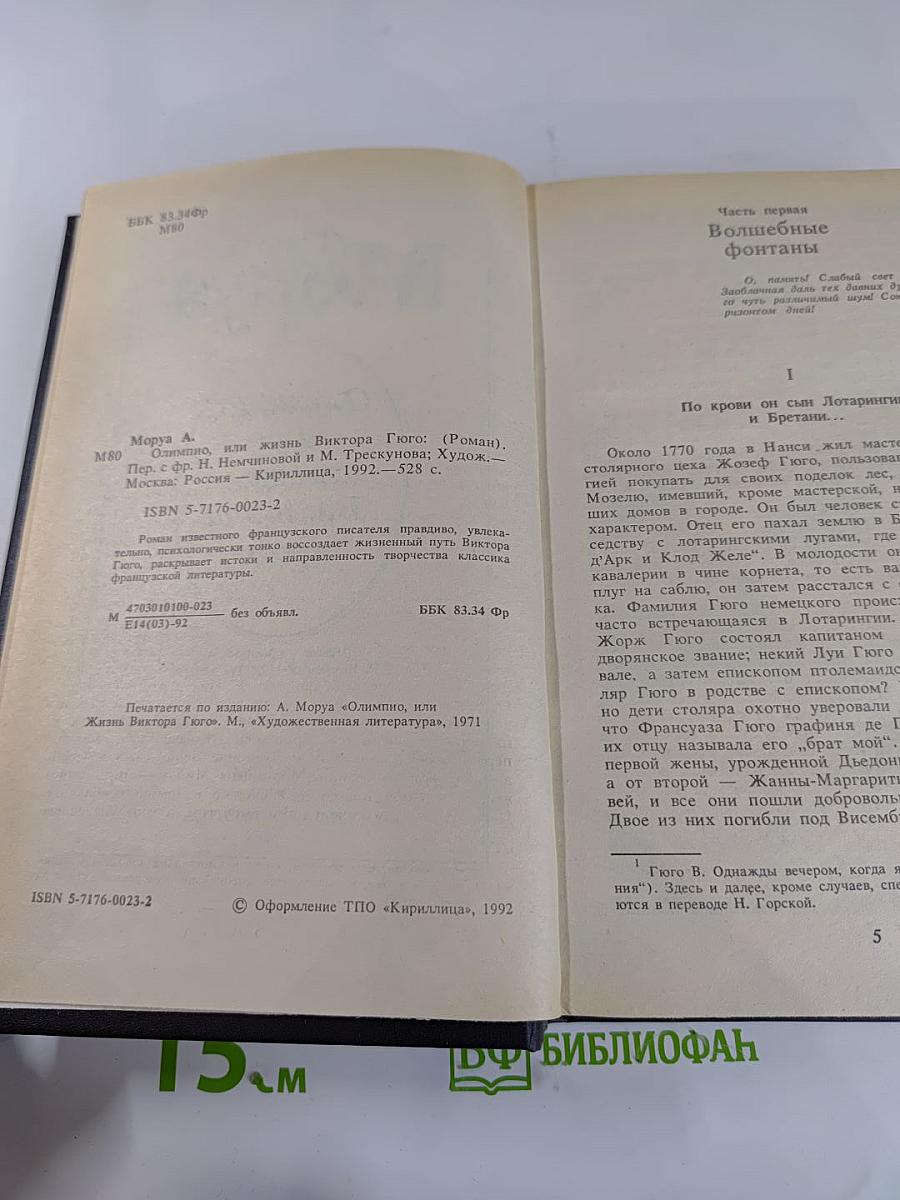 ББК 83.34Фр
М80
Моруа А.
М80 Олимпио, или жизнь Виктора Гюго: (Роман).
Пер. с фр. Н. Немчиновой и М. Трескунова; Худож.—
Москва: Россия — Кириллица, 1992.—528 с.
ISBN 5-7176-0023-2
Роман известного французского писателя правдиво, увлека-
тельно, психологически тонко воссоздает жизненный путь Виктора
Гюго, раскрывает истоки и направленность творчества классика
французской литературы.
М 4703010100-023 без объявл.
Е14(03)-92
ББК 83.34 Фр
Печатается по изданию: А. Моруа «Олимпио, или
Жизнь Виктора Гюго». М., «Художественная литература», 1971
ISBN 5-7176-0023-2
© Оформление ТПО «Кириллица», 1992
Часть первая
Волшебные
фонтаны
О, память! Слабый свет
Заоблачная даль тех давних ду
го чуть различимый шум! Сок
ризонтом дней!
I
По крови он сын Лотарингии
и Бретани...
Около 1770 года в Нанси жил масте
столярного цеха Жозеф Гюго, пользован
гией покупать для своих поделок лес,
Мозелю, имевший, кроме мастерской, н
ших домов в городе. Он был человек с
характером. Отец его пахал землю в Б
седству с лотарингскими лугами, где
д'Арк и Клод Желе“. В молодости он
кавалерии в чине корнета, то есть ва
плуг на саблю, он затем расстался с
ка. Фамилия Гюго немецкого происх
часто встречающаяся в Лотарингии.
Жорж Гюго состоял капитаном
дворянское звание; некий Луи Гюго
вале, а затем епископом птолемаидс
ляр Гюго в родстве с епископом?
но дети столяра охотно уверовали
что Франсуаза Гюго графиня де Г
их отцу называла его „брат мой“.
первой жены, урожденной Дьедон
а от второй — Жанны-Маргарит
вей, и все они пошли доброволь
Двое из них погибли под Висемб
1 Гюго В. Однажды вечером, когда я
ния“). Здесь и далее, кроме случаев, спе
ются в переводе Н. Горской.
5
15 см
БФ БИБЛИОФАН